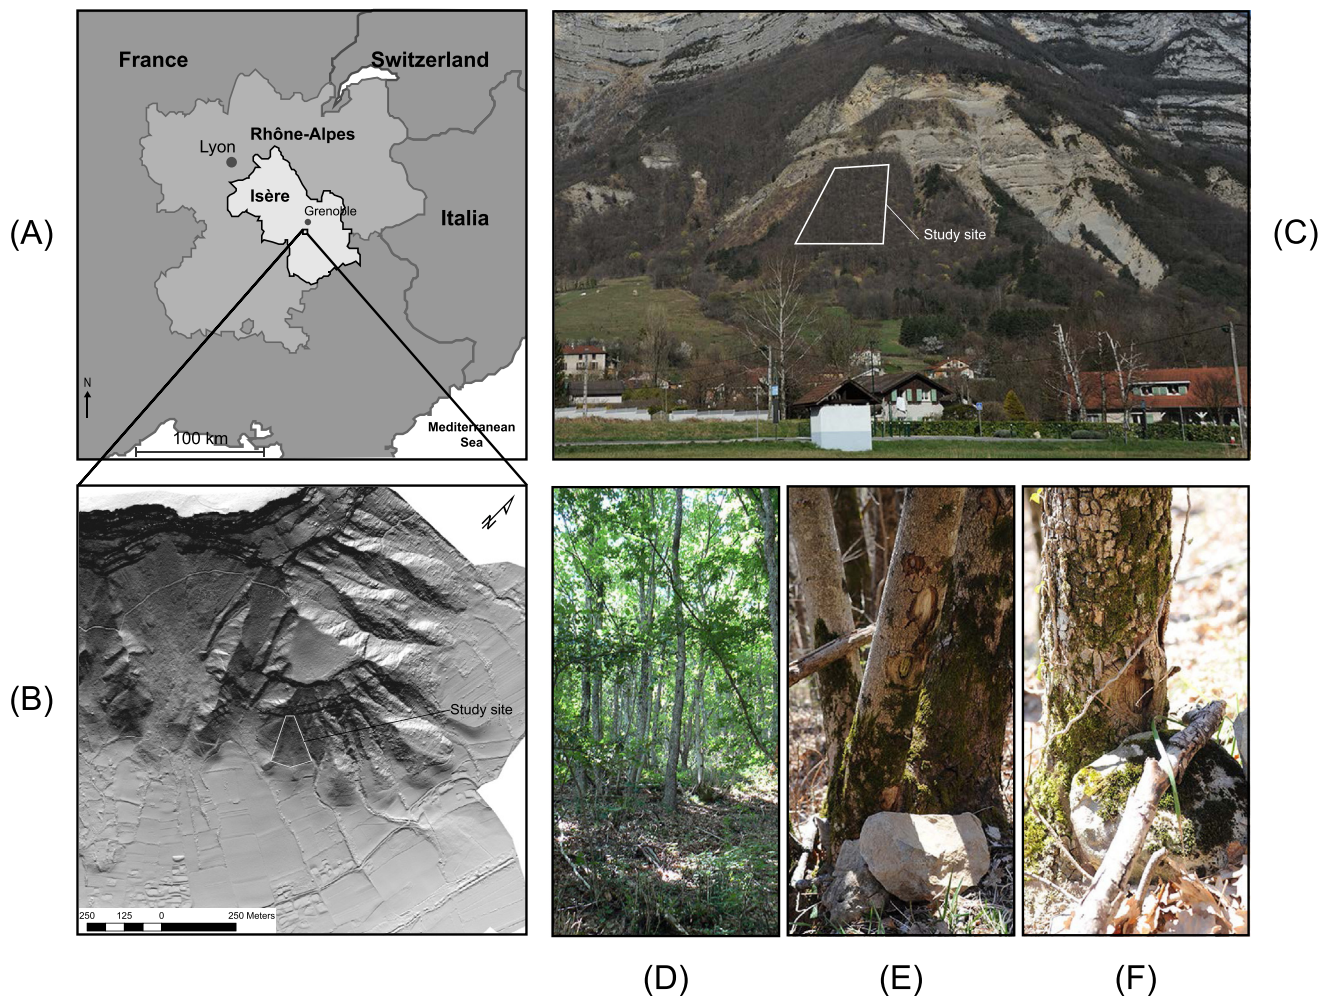 France
Switzerland
Rhône-Alpes
Lyon
Isère
Grenoble
Italia
N
100 km
Mediterranean
Sea
(A)
(C)
Study site
N
Study site
250 125 0 250 Meters
(B)
(D)
(E)
(F)